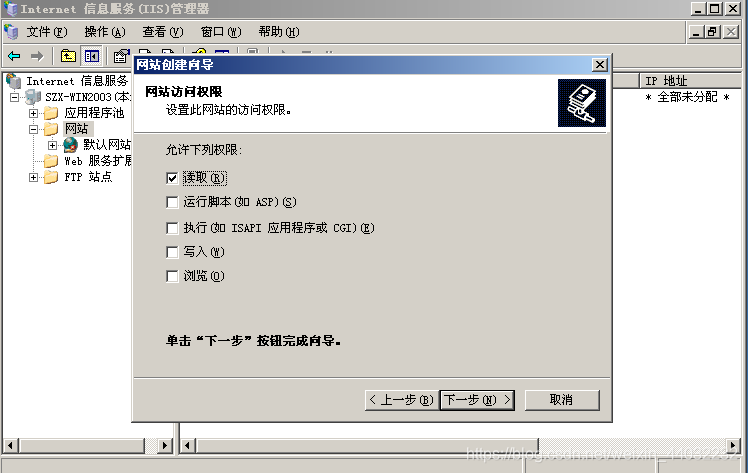 Internet 信息服务(IIS)管理器
文件(F) 操作(A) 查看(V) 窗口(W) 帮助(H)
Internet 信息服务
SZX-WIN2003(本
应用程序池
网站
默认网站
Web 服务扩展
FTP 站点
IP 地址
* 全部未分配 *
网站创建向导
网站访问权限
设置此网站的访问权限。
允许下列权限:
读取(R)
运行脚本(如 ASP)(S)
执行(如 ISAPI 应用程序或 CGI)(E)
写入(W)
浏览(O)
单击“下一步”按钮完成向导。
< 上一步(B) 下一步(N) > 取消